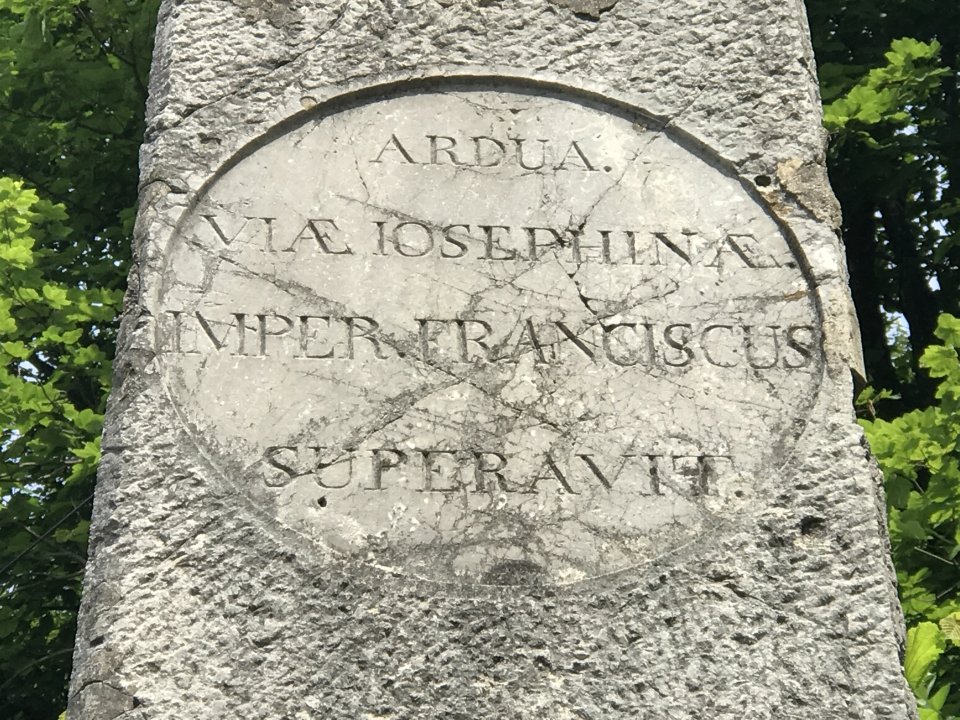 ARDUA.
VIÆ IOSEPHINÆ.
IMPER. FRANCISCUS
SUPERAVIT.